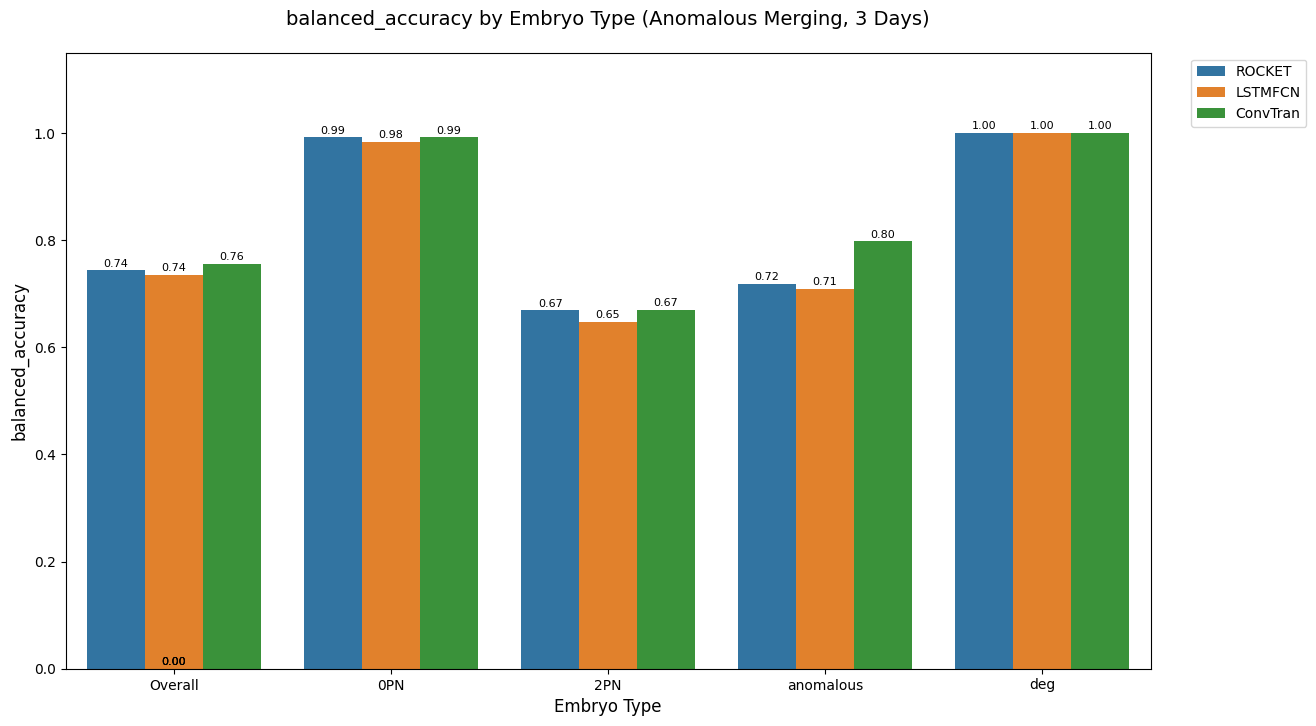 balanced_accuracy by Embryo Type (Anomalous Merging, 3 Days)
ROCKET
LSTMFCN
ConvTran
balanced_accuracy
1.0
0.8
0.6
0.4
0.2
0.0
0.74
0.74
0.76
0.00
0.99
0.98
0.99
0.67
0.65
0.67
0.72
0.71
0.80
1.00
1.00
1.00
Overall
0PN
2PN
anomalous
deg
Embryo Type